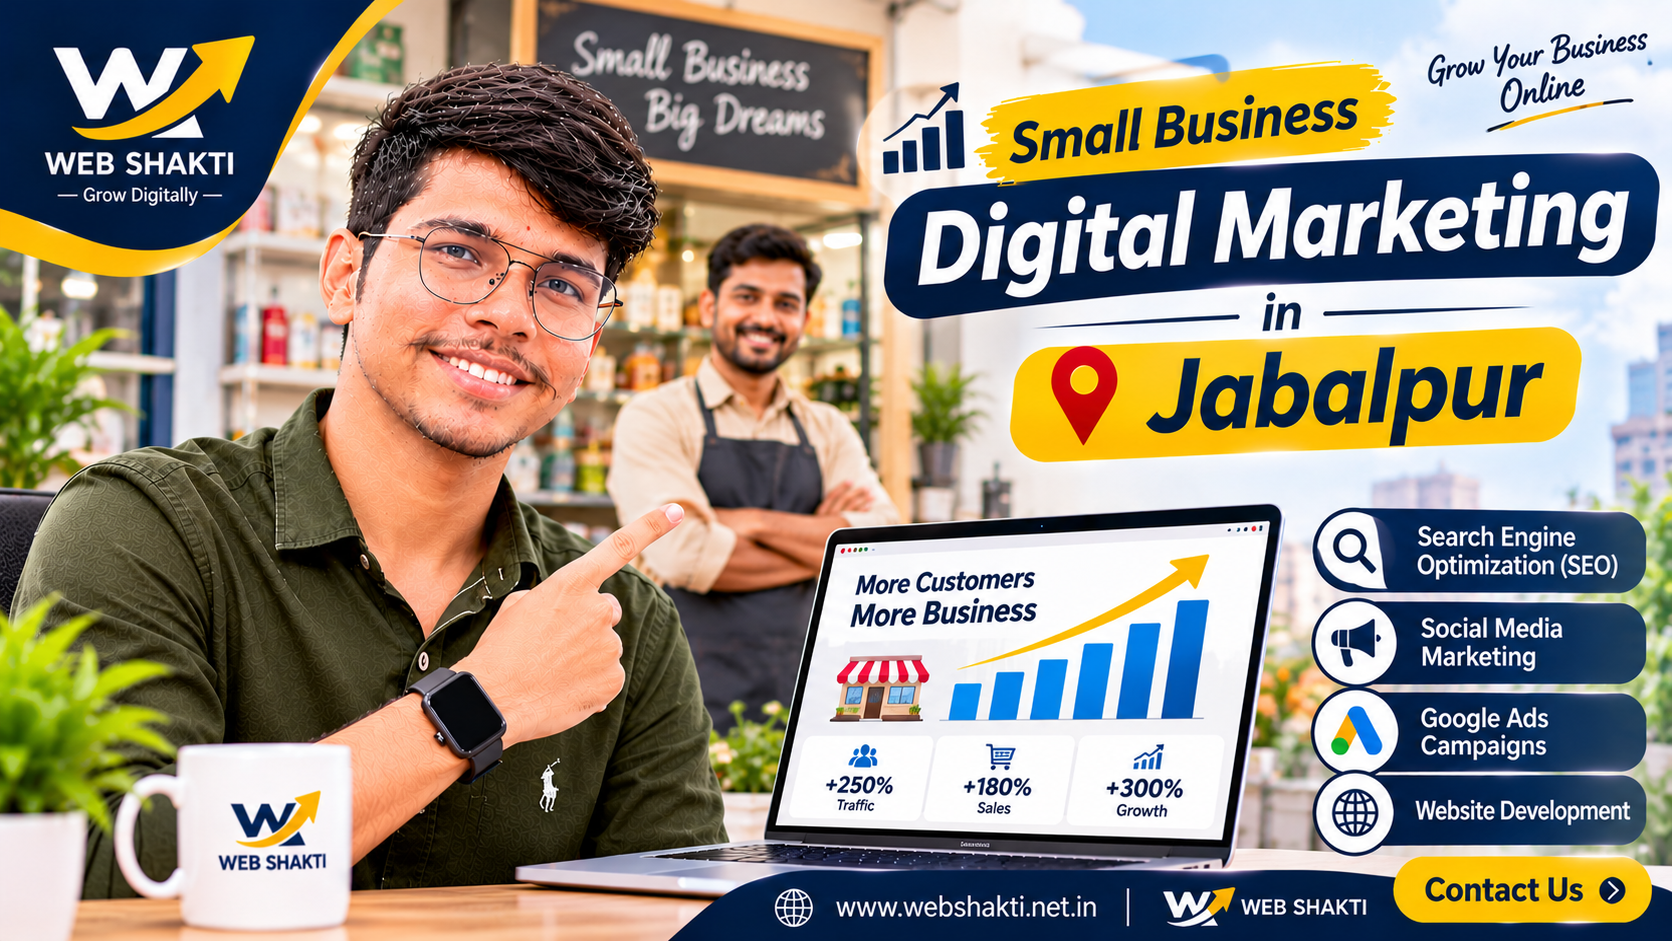 WEB SHAKTI
— Grow Digitally —
Small Business
Big Dreams
Grow Your Business
Online
Small Business
Digital Marketing
in
Jabalpur
More Customers
More Business
+250%
Traffic
+180%
Sales
+300%
Growth
Search Engine
Optimization (SEO)
Social Media
Marketing
Google Ads
Campaigns
Website Development
Contact Us
WEB SHAKTI
www.webshakti.net.in
WEB SHAKTI